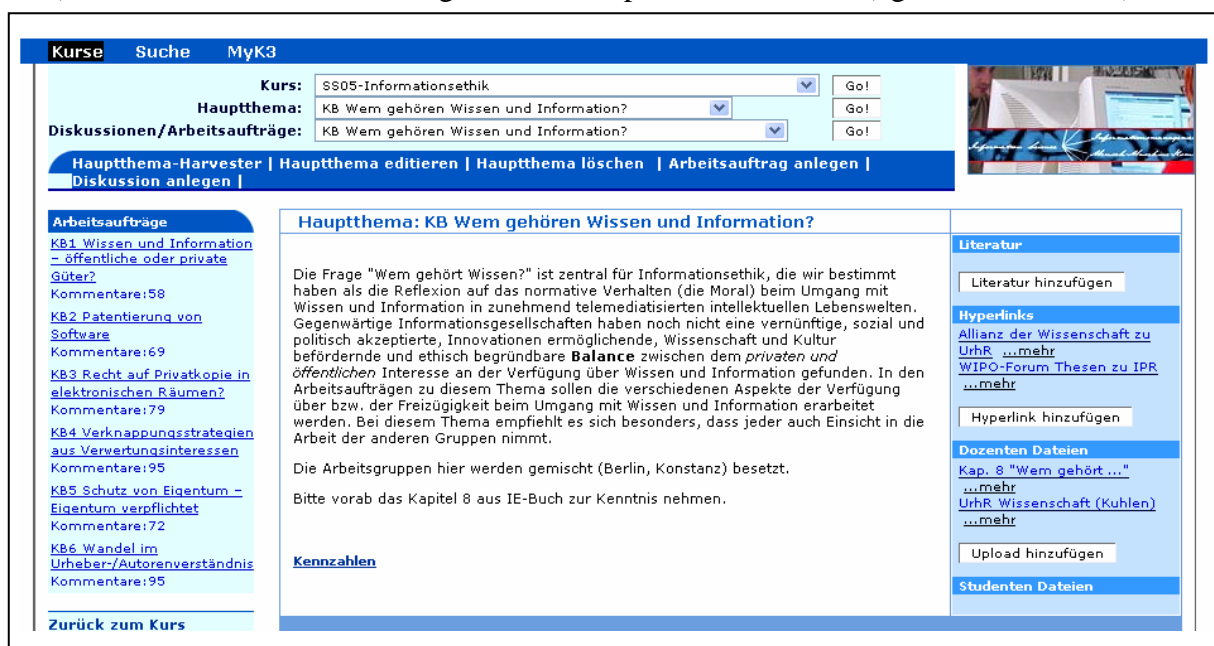 Kurse Suche MyK3
Kurs: SS05-Informationsethik Go!
Hauptthema: KB Wem gehören Wissen und Information? Go!
Diskussionen/Arbeitsaufträge: KB Wem gehören Wissen und Information? Go!
Hauptthema-Harvester | Hauptthema editieren | Hauptthema löschen | Arbeitsauftrag anlegen |
Diskussion anlegen |
Arbeitsaufträge
KB1 Wissen und Information
– öffentliche oder private
Güter?
Kommentare:58
KB2 Patentierung von
Software
Kommentare:69
KB3 Recht auf Privatkopie in
elektronischen Räumen?
Kommentare:79
KB4 Verknappungsstrategien
aus Verwertungsinteressen
Kommentare:95
KB5 Schutz von Eigentum –
Eigentum verpflichtet
Kommentare:72
KB6 Wandel im
Urheber-/Autorenverständnis
Kommentare:95
Zurück zum Kurs
Hauptthema: KB Wem gehören Wissen und Information?
Die Frage "Wem gehört Wissen?" ist zentral für Informationsethik, die wir bestimmt
haben als die Reflexion auf das normative Verhalten (die Moral) beim Umgang mit
Wissen und Information in zunehmend telemediatisierten intellektuellen Lebenswelten.
Gegenwärtige Informationsgesellschaften haben noch nicht eine vernünftige, sozial und
politisch akzeptierte, Innovationen ermöglichende, Wissenschaft und Kultur
befördernde und ethisch begründbare Balance zwischen dem privaten und
öffentlichen Interesse an der Verfügung über Wissen und Information gefunden. In den
Arbeitsaufträgen zu diesem Thema sollen die verschiedenen Aspekte der Verfügung
über bzw. der Freizügigkeit beim Umgang mit Wissen und Information erarbeitet
werden. Bei diesem Thema empfiehlt es sich besonders, dass jeder auch Einsicht in die
Arbeit der anderen Gruppen nimmt.
Die Arbeitsgruppen hier werden gemischt (Berlin, Konstanz) besetzt.
Bitte vorab das Kapitel 8 aus IE-Buch zur Kenntnis nehmen.
Kennzahlen
Literatur
Literatur hinzufügen
Hyperlinks
Allianz der Wissenschaft zu
UrhR ...mehr
WIPO-Forum Thesen zu IPR
...mehr
Hyperlink hinzufügen
Dozenten Dateien
Kap. 8 "Wem gehört ..."
...mehr
UrhR Wissenschaft (Kuhlen)
...mehr
Upload hinzufügen
Studenten Dateien